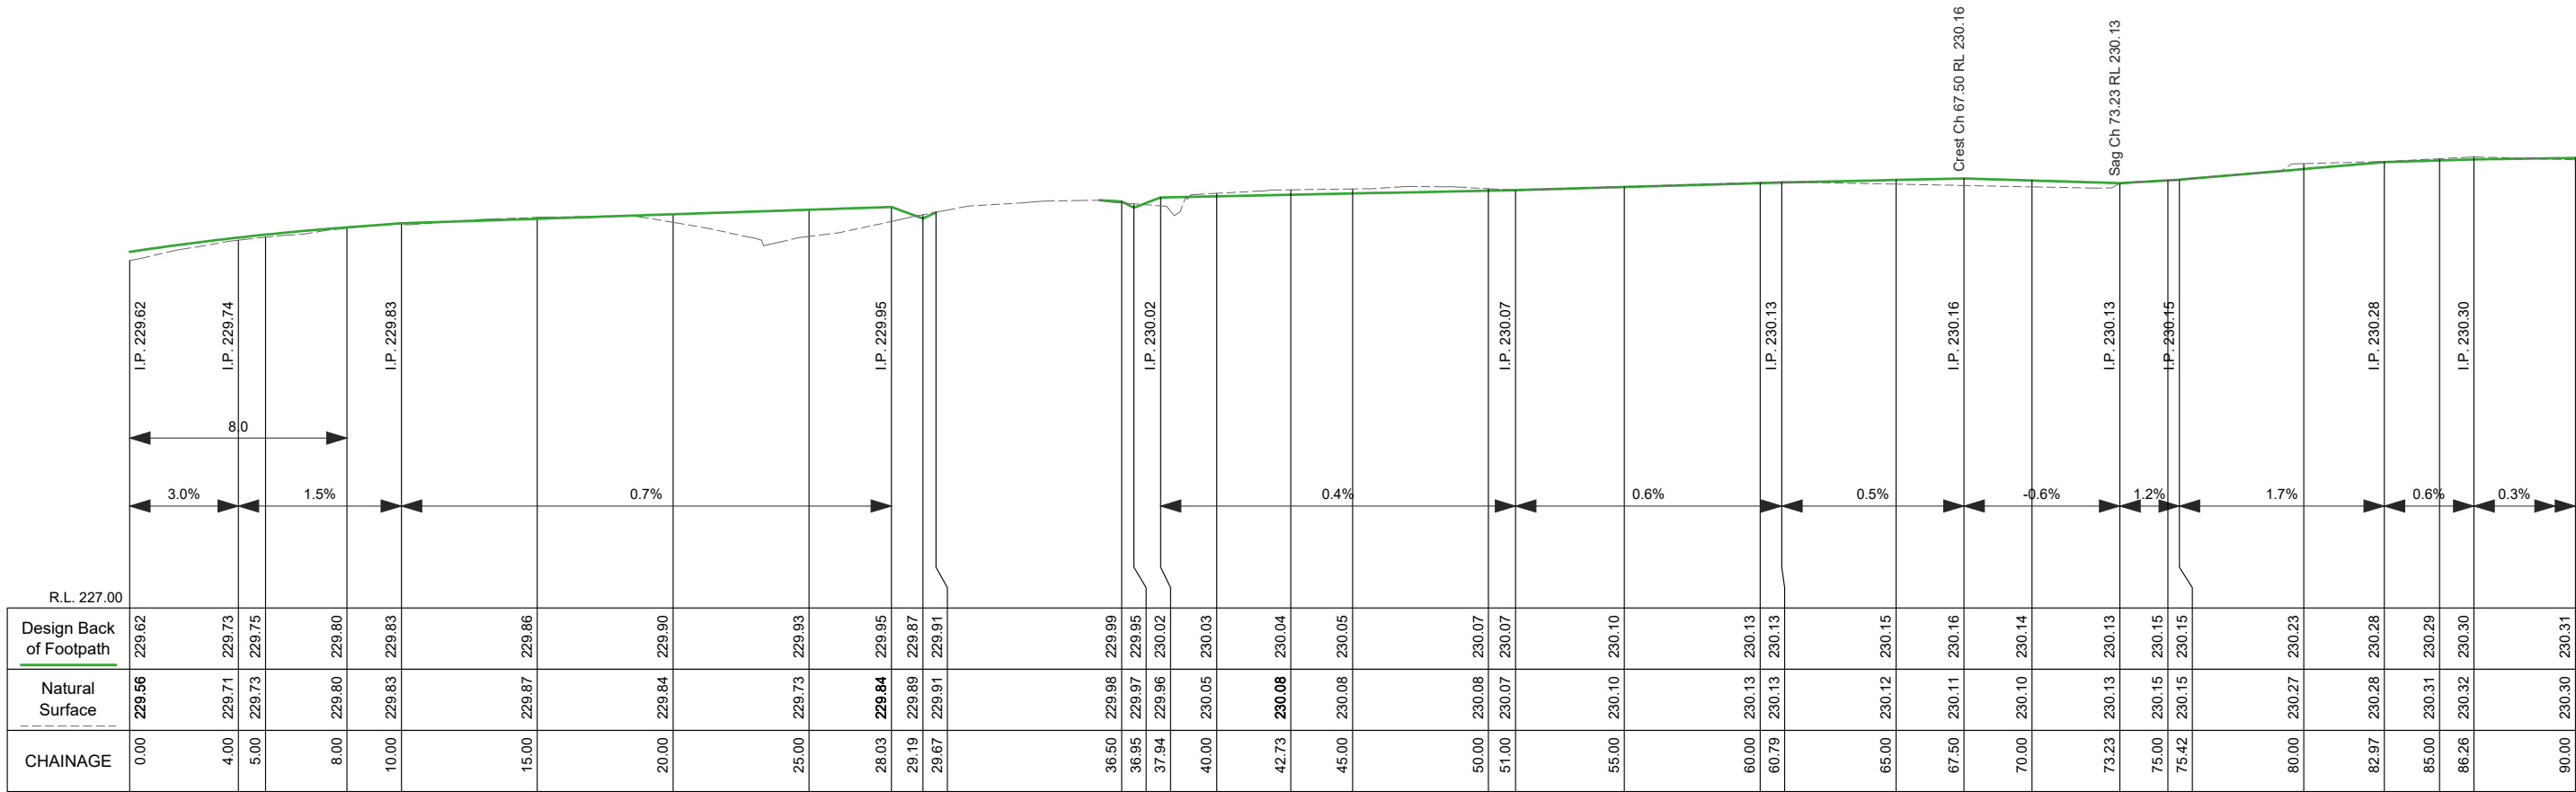 Crest Ch 67.50 RL 230.16
Sag Ch 73.23 RL 230.13
I.P. 229.62
I.P. 229.74
I.P. 229.83
I.P. 229.95
I.P. 230.02
I.P. 230.07
I.P. 230.13
I.P. 230.16
I.P. 230.13
I.P. 230.15
I.P. 230.28
I.P. 230.30
8.0
3.0% 1.5% 0.7% 0.4% 0.6% 0.5% -0.6% 1.2% 1.7% 0.6% 0.3%
R.L. 227.00
Design Back
of Footpath
229.62 229.73 229.75 229.80 229.83 229.86 229.90 229.93 229.95 229.87 229.91 229.99 229.95 230.02 230.03 230.04 230.05 230.07 230.07 230.10 230.13 230.13 230.15 230.16 230.14 230.13 230.15 230.15 230.23 230.28 230.29 230.30 230.31
Natural
Surface
229.56 229.71 229.73 229.80 229.83 229.87 229.84 229.73 229.84 229.89 229.91 229.98 229.97 229.96 230.05 230.08 230.08 230.08 230.07 230.10 230.13 230.13 230.12 230.11 230.10 230.13 230.15 230.15 230.27 230.28 230.31 230.32 230.30
CHAINAGE
0.00 4.00 5.00 8.00 10.00 15.00 20.00 25.00 28.03 29.19 29.67 36.50 36.95 37.94 40.00 42.73 45.00 50.00 51.00 55.00 60.00 60.79 65.00 67.50 70.00 73.23 75.00 75.42 80.00 82.97 85.00 86.26 90.00